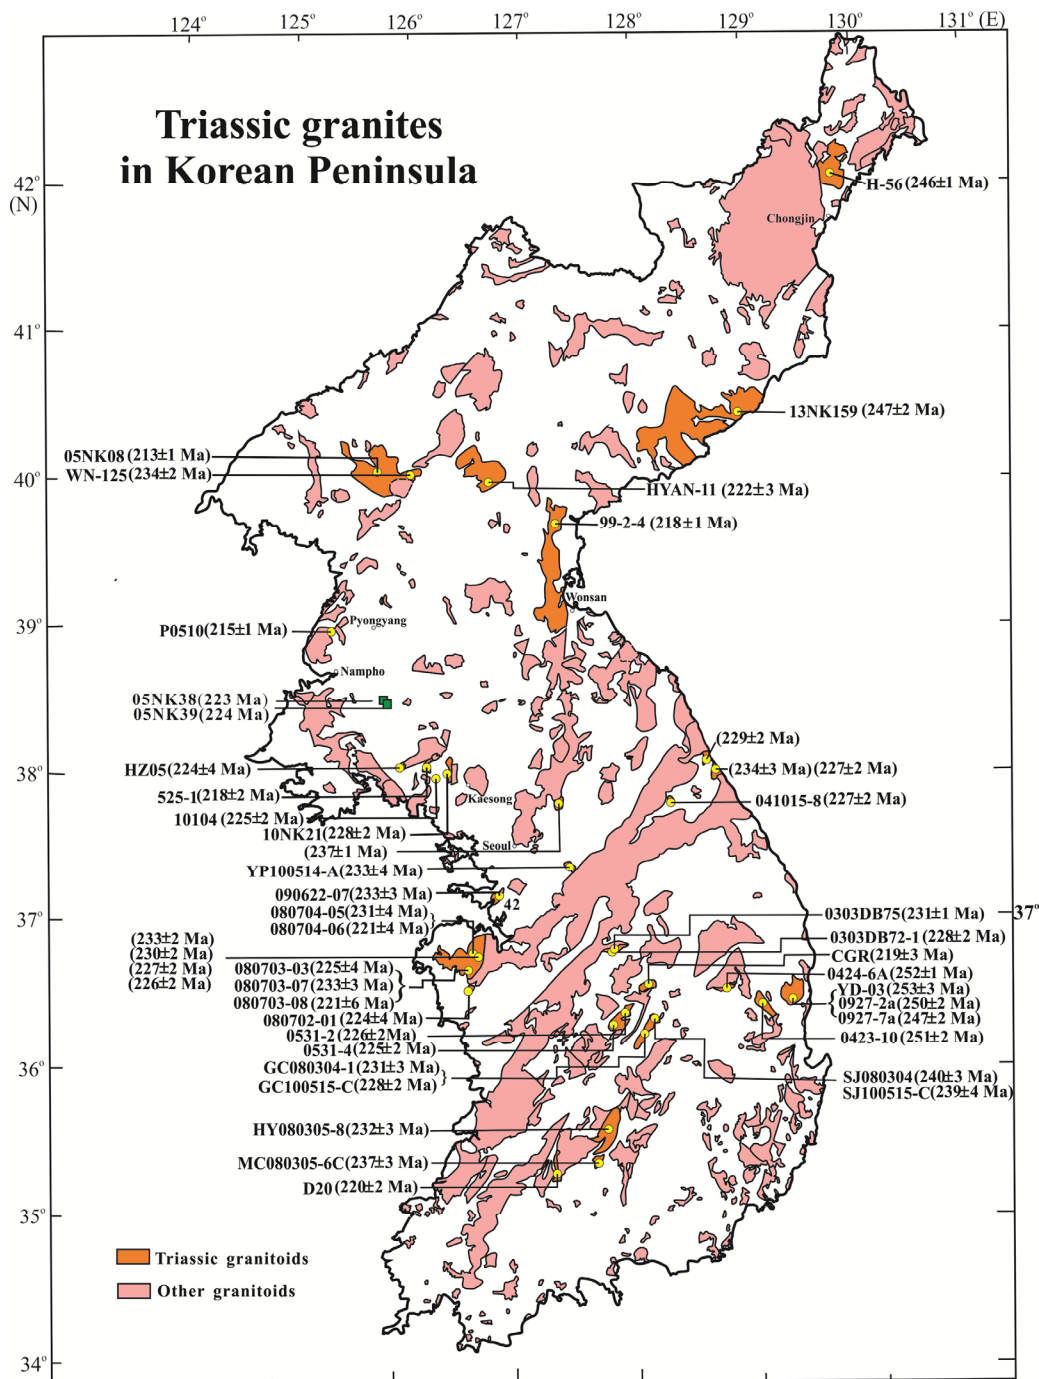 124° 125° 126° 127° 128° 129° 130° 131° (E)
Triassic granites
in Korean Peninsula
42°
(N)
H-56 (246±1 Ma)
Chongjin
41°
13NK159 (247±2 Ma)
05NK08 (213±1 Ma)
WN-125 (234±2 Ma)
40°
HYAN-11 (222±3 Ma)
99-2-4 (218±1 Ma)
Wonsan
39°
Pyongyang
P0510 (215±1 Ma)
Nampho
05NK38 (223 Ma)
05NK39 (224 Ma)
(229±2 Ma)
38°
HZ05 (224±4 Ma)
(234±3 Ma) (227±2 Ma)
525-1 (218±2 Ma)
Kaesong
041015-8 (227±2 Ma)
10104 (225±2 Ma)
10NK21 (228±2 Ma)
Seoul
(237±1 Ma)
YP100514-A (233±4 Ma)
090622-07 (233±3 Ma)
42
080704-05 (231±4 Ma)
080704-06 (221±4 Ma)
37°
37°
0303DB75 (231±1 Ma)
0303DB72-1 (228±2 Ma)
CGR (219±3 Ma)
0424-6A (252±1 Ma)
YD-03 (253±3 Ma)
0927-2a (250±2 Ma)
0927-7a (247±2 Ma)
0423-10 (251±2 Ma)
(233±2 Ma)
(230±2 Ma)
(227±2 Ma)
(226±2 Ma)
080703-03 (225±4 Ma)
080703-07 (233±3 Ma)
080703-08 (221±6 Ma)
080702-01 (224±4 Ma)
0531-2 (226±2Ma)
0531-4 (225±2 Ma)
36°
GC080304-1 (231±3 Ma)
GC100515-C (228±2 Ma)
SJ080304 (240±3 Ma)
SJ100515-C (239±4 Ma)
HY080305-8 (232±3 Ma)
MC080305-6C (237±3 Ma)
D20 (220±2 Ma)
35°
Triassic granitoids
Other granitoids
34°
125° 126° 127° 128° 129° 130°